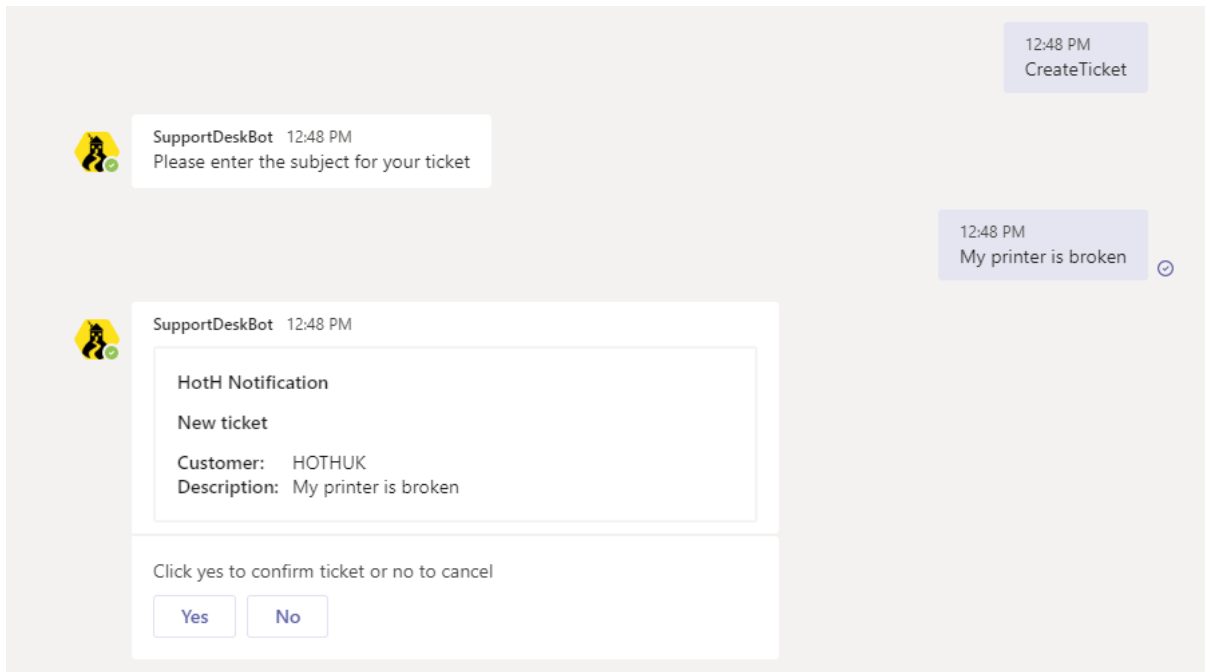 12:48 PM
CreateTicket
SupportDeskBot 12:48 PM
Please enter the subject for your ticket
12:48 PM
My printer is broken
SupportDeskBot 12:48 PM
HotH Notification
New ticket
Customer: HOTHUK
Description: My printer is broken
Click yes to confirm ticket or no to cancel
Yes No